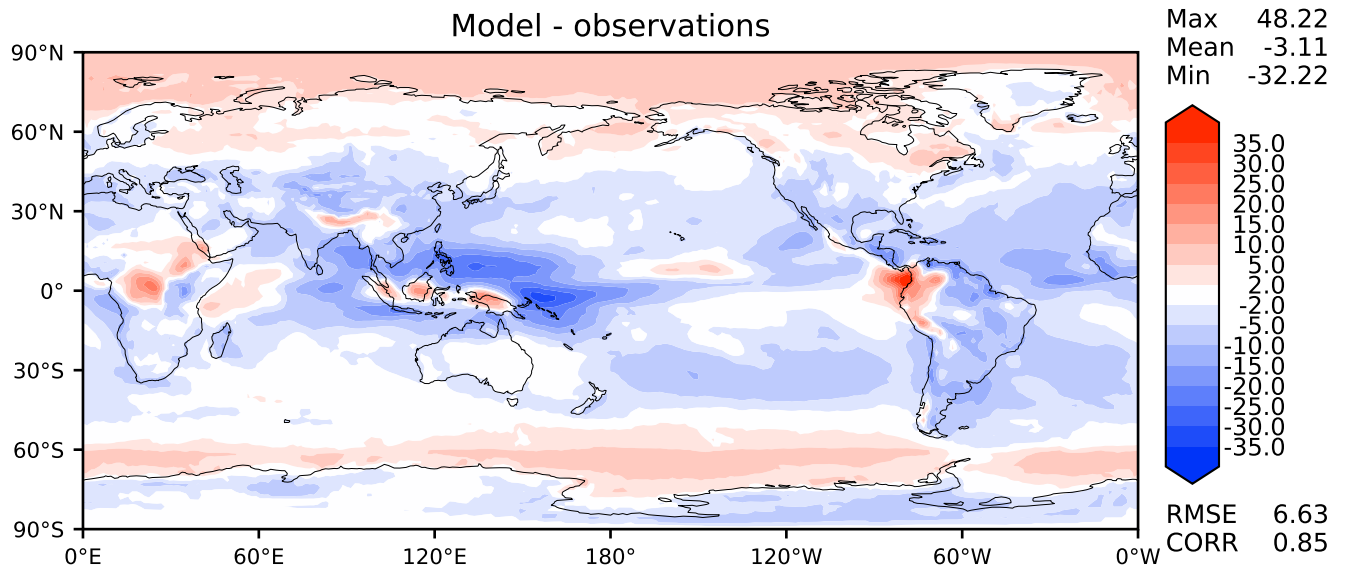 Model - observations
Max 48.22
Mean -3.11
Min -32.22
90°N
60°N
30°N
0°
30°S
60°S
90°S
0°E
60°E
120°E
180°
120°W
60°W
0°W
35.0
30.0
25.0
20.0
15.0
10.0
5.0
2.0
-2.0
-5.0
-10.0
-15.0
-20.0
-25.0
-30.0
-35.0
RMSE 6.63
CORR 0.85